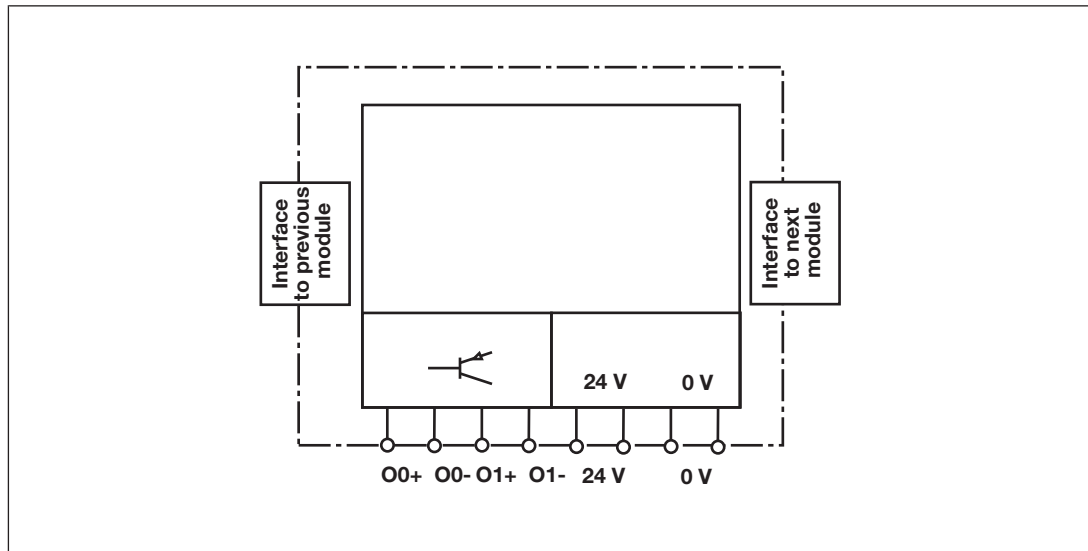 Interface
to previous
module
Interface
to next
module
24 V 0 V
O0+ O0- O1+ O1- 24 V 0 V